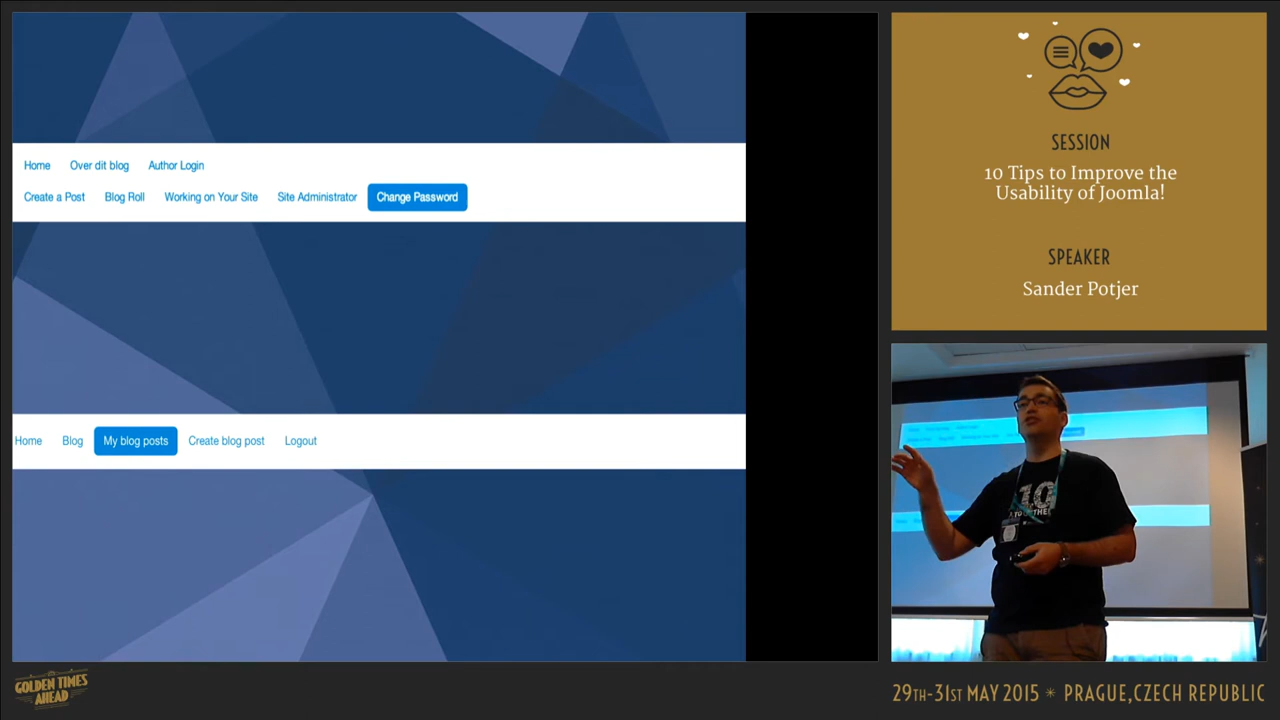 Home Over dit blog Author Login
Create a Post Blog Roll Working on Your Site Site Administrator Change Password
Home Blog My blog posts Create blog post Logout
SESSION
10 Tips to Improve the
Usability of Joomla!
SPEAKER
Sander Potjer
10
GOLDEN TIMES
AHEAD
29TH-31ST MAY 2015 * PRAGUE, CZECH REPUBLIC